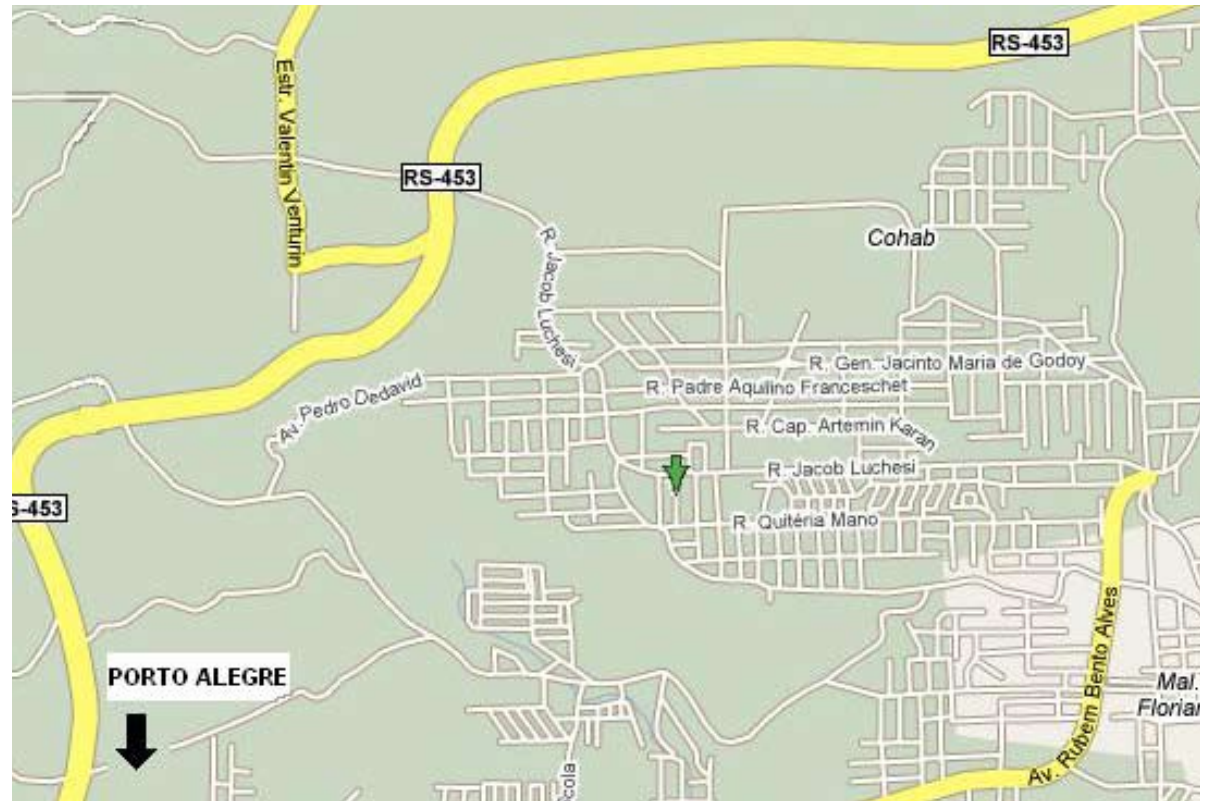 RS-453
Estr. Valentin Venturin
RS-453
R. Jacob Luchesi
Cohab
R. Gen. Jacinto Maria de Godoy
R. Padre Aquilino Franceschet
Av. Pedro Dedavid
R. Cap. Artemin Karan
R. Jacob Luchesi
S-453
R. Quitéria Mano
Av. Rubem Bento Alves
PORTO ALEGRE
Mal.
Florian
cola